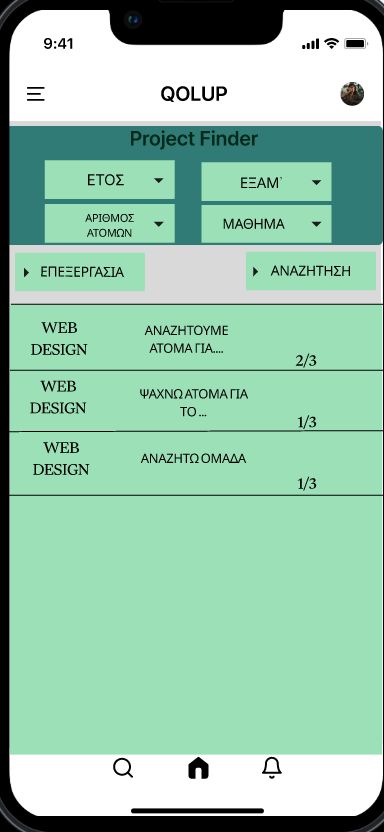 9:41
QOLUP
Project Finder
ΕΤΟΣ
ΕΞΑΜ'
ΑΡΙΘΜΟΣ
ΑΤΟΜΩΝ
ΜΑΘΗΜΑ
ΕΠΕΞΕΡΓΑΣΙΑ
ΑΝΑΖΗΤΗΣΗ
WEB
DESIGN
ΑΝΑΖΗΤΟΥΜΕ
ΑΤΟΜΑ ΓΙΑ....
2/3
WEB
DESIGN
ΨΑΧΝΩ ΑΤΟΜΑ ΓΙΑ
ΤΟ ...
1/3
WEB
DESIGN
ΑΝΑΖΗΤΩ ΟΜΑΔΑ
1/3